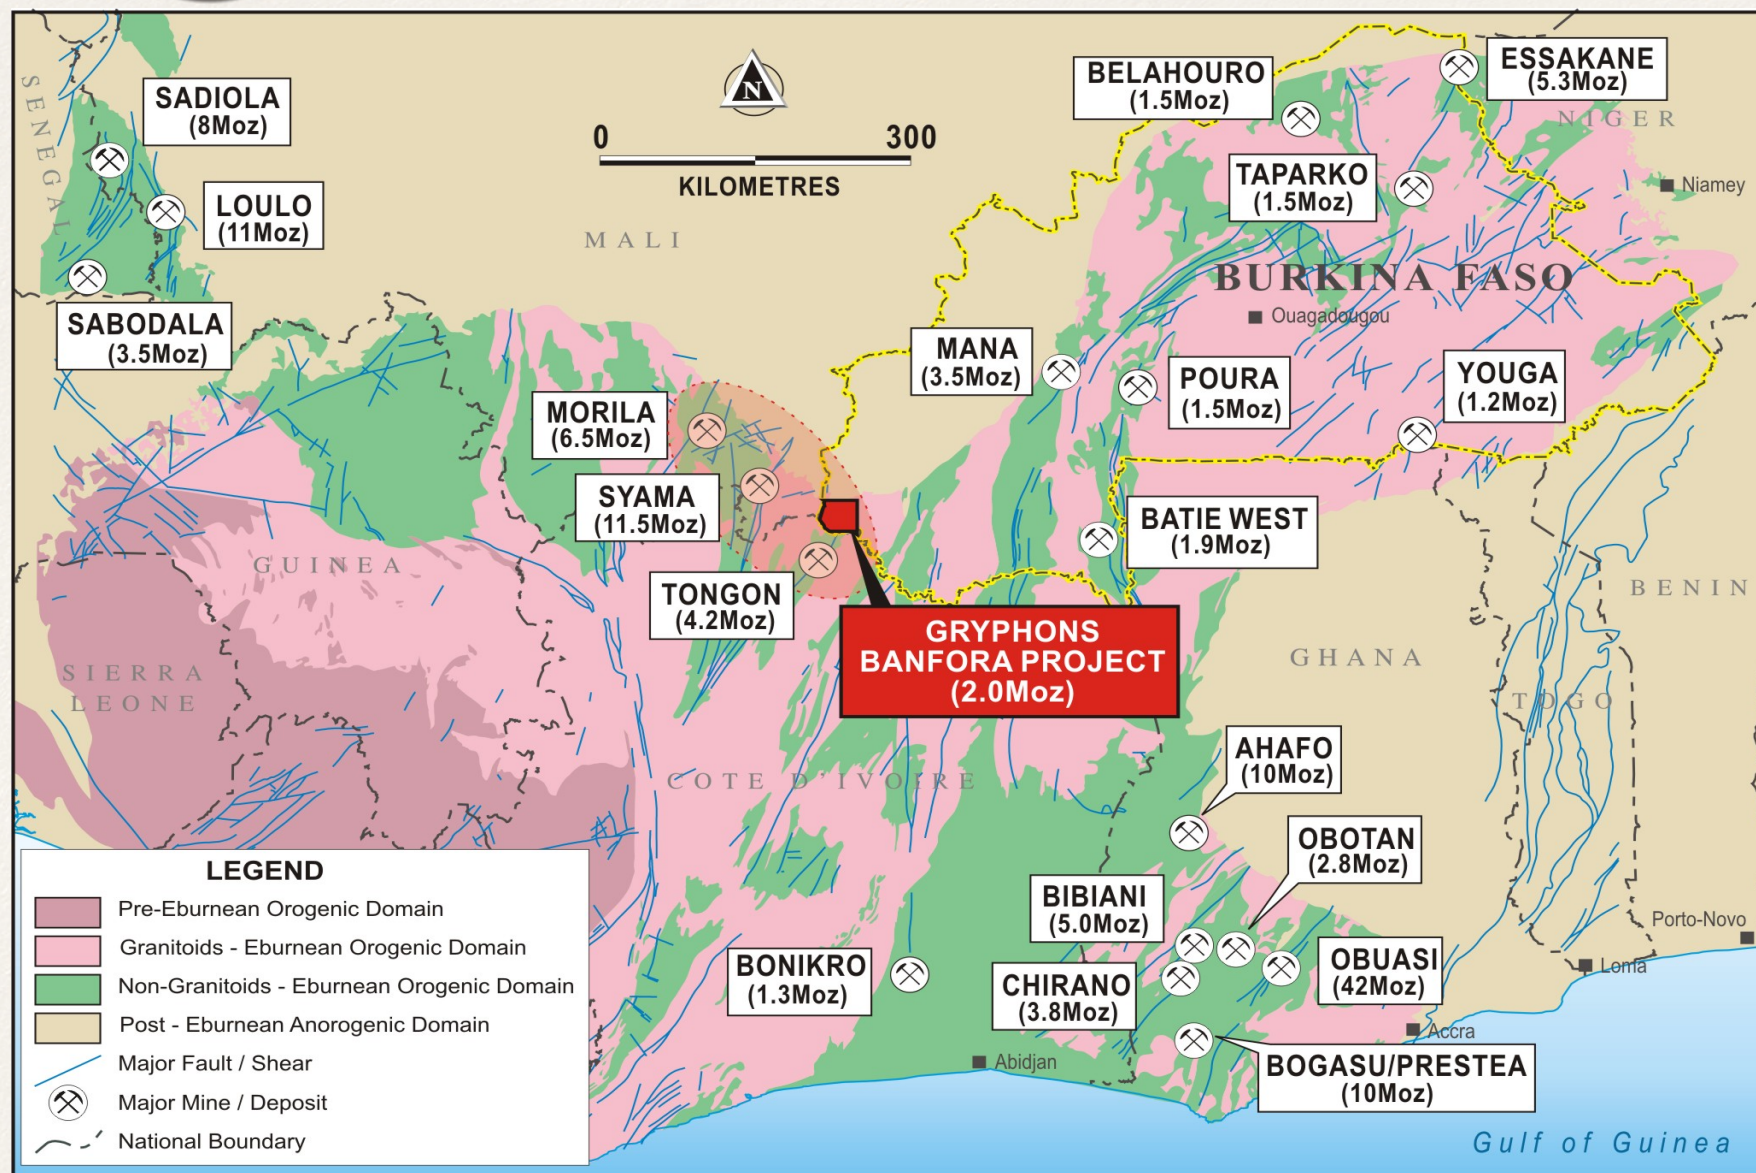 BELAHOURO
(1.5Moz)
ESSAKANE
(5.3Moz)
SENEGAL
SADIOLA
(8Moz)
N
NIGER
0 300
KILOMETRES
TAPARKO
(1.5Moz)
Niamey
LOULO
(11Moz)
MALI
BURKINA FASO
Ouagadougou
SABODALA
(3.5Moz)
MANA
(3.5Moz)
POURA
(1.5Moz)
YOUGA
(1.2Moz)
MORILA
(6.5Moz)
SYAMA
(11.5Moz)
BATIE WEST
(1.9Moz)
GUINEA
TONGON
(4.2Moz)
BENIN
GRYPHONS
BANFORA PROJECT
(2.0Moz)
GHANA
SIERRA
LEONE
TOGO
COTE D'IVOIRE
AHAFO
(10Moz)
OBOTAN
(2.8Moz)
BIBIANI
(5.0Moz)
Porto-Novo
BONIKRO
(1.3Moz)
CHIRANO
(3.8Moz)
OBUASI
(42Moz)
Lomfa
Accra
Abidjan
BOGASU/PRESTEA
(10Moz)
Gulf of Guinea
LEGEND
Pre-Eburnean Orogenic Domain
Granitoids - Eburnean Orogenic Domain
Non-Granitoids - Eburnean Orogenic Domain
Post - Eburnean Anorogenic Domain
Major Fault / Shear
Major Mine / Deposit
National Boundary